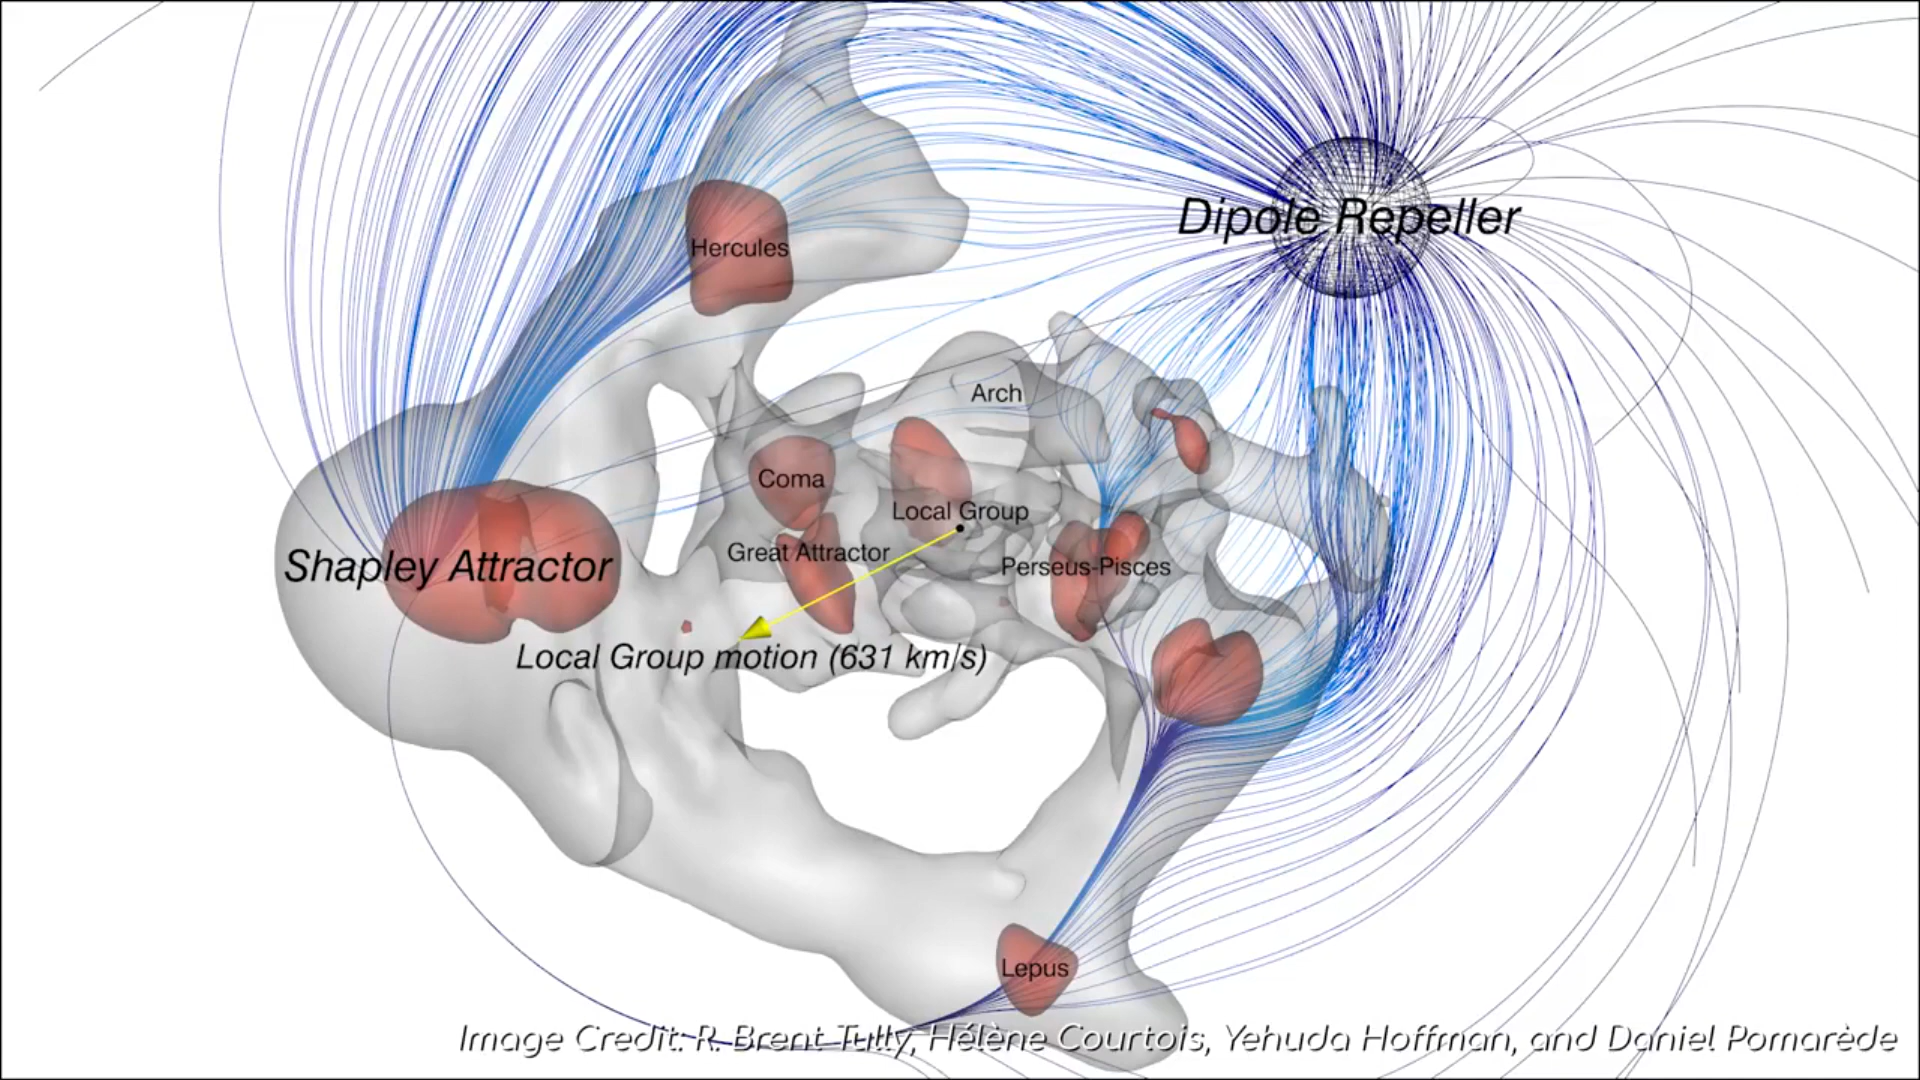 Dipole Repeller
Hercules
Arch
Coma
Local Group
Great Attractor
Perseus-Pisces
Shapley Attractor
Local Group motion (631 km/s)
Lepus
Image Credit: R. Brent Tully, Hélène Courtois, Yehuda Hoffman, and Daniel Pomarède